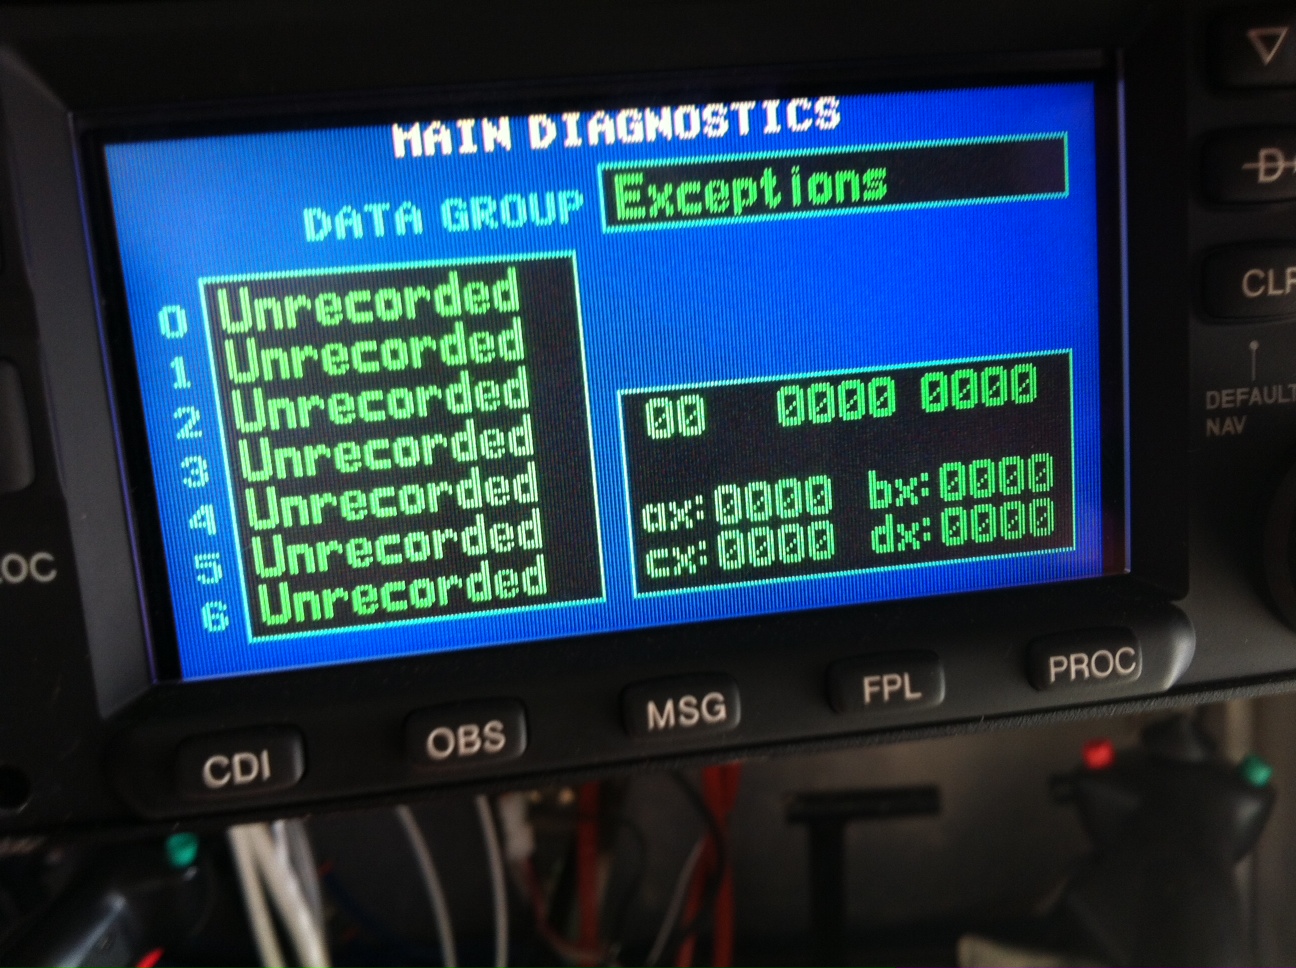 MAIN DIAGNOSTICS
DATA GROUP Exceptions
0 Unrecorded
1 Unrecorded
2 Unrecorded
3 Unrecorded
4 Unrecorded
5 Unrecorded
6 Unrecorded
00 0000 0000
ax:0000 bx:0000
cx:0000 dx:0000
CLR
DEFAULT
NAV
CDI OBS MSG FPL PROC